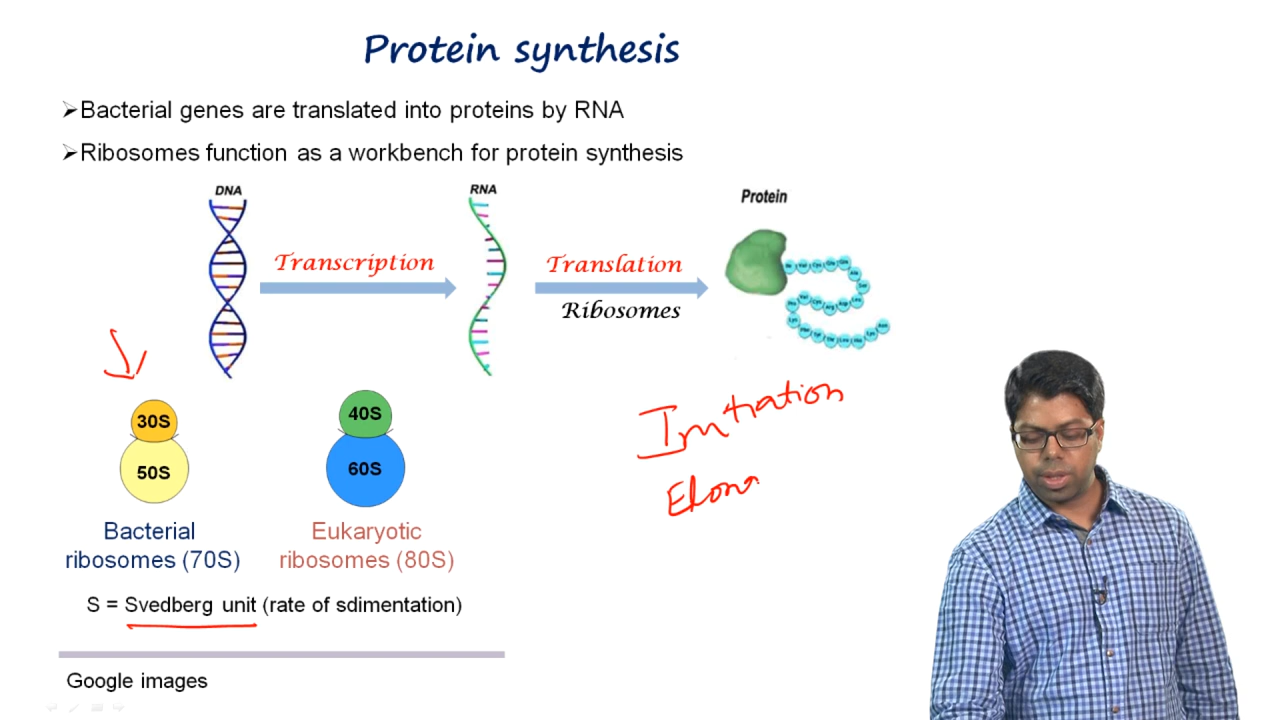 Protein synthesis
➢Bacterial genes are translated into proteins by RNA
➢Ribosomes function as a workbench for protein synthesis
DNA
RNA
Protein
Transcription
Translation
Ribosomes
30S
50S
40S
60S
Bacterial
ribosomes (70S)
Eukaryotic
ribosomes (80S)
Initiation
Elon
S = Svedberg unit (rate of sdimentation)
Google images